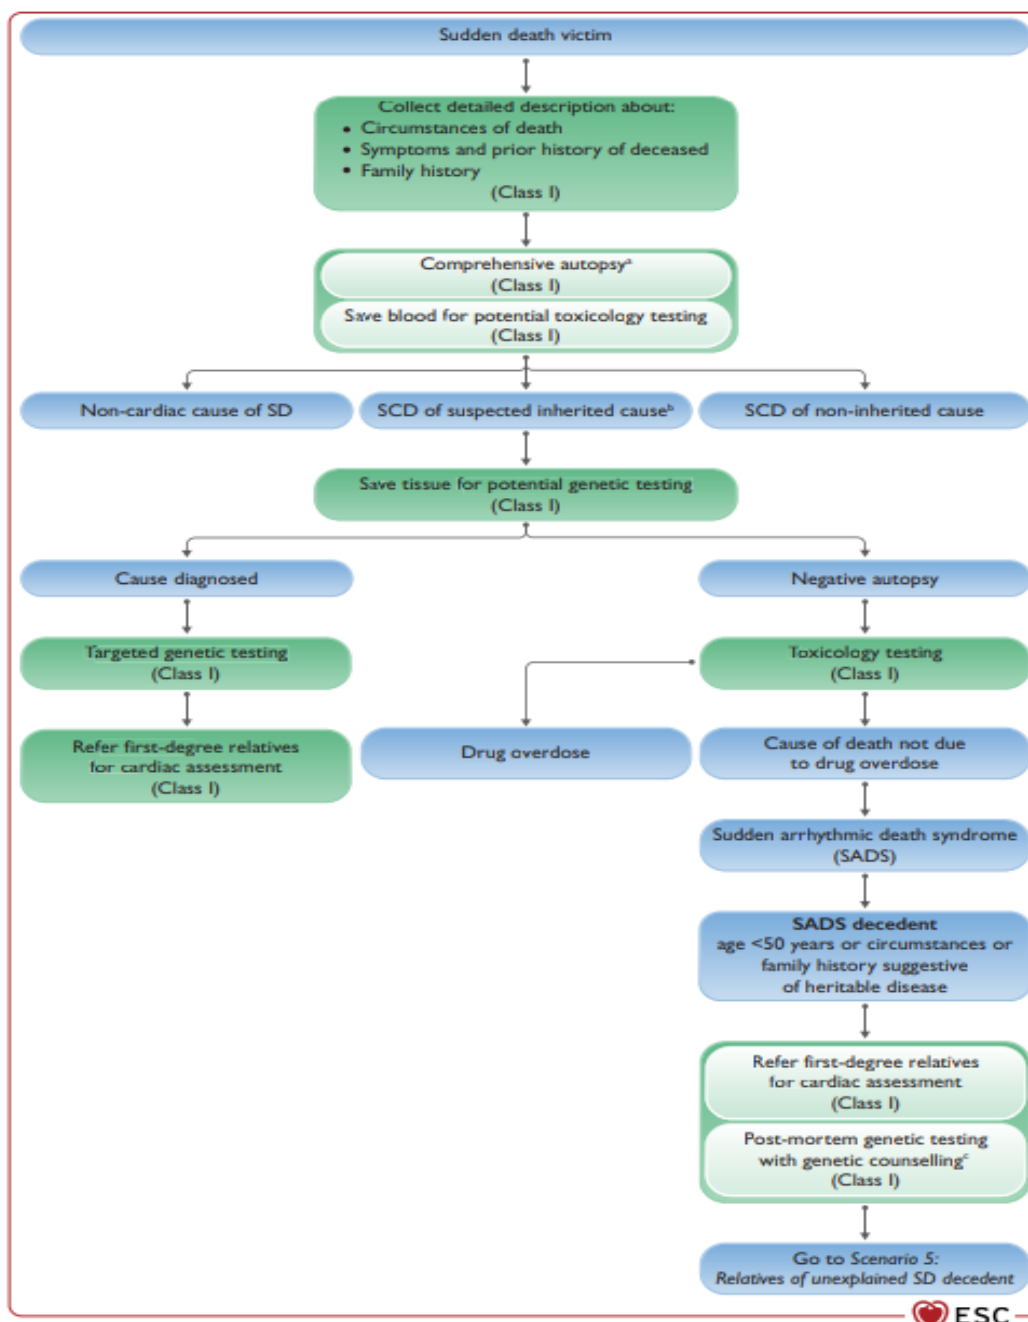 Sudden death victim
Collect detailed description about:
• Circumstances of death
• Symptoms and prior history of deceased
• Family history
(Class I)
Comprehensive autopsyᵃ
(Class I)
Save blood for potential toxicology testing
(Class I)
Non-cardiac cause of SD
SCD of suspected inherited causeᵇ
SCD of non-inherited cause
Save tissue for potential genetic testing
(Class I)
Cause diagnosed
Negative autopsy
Targeted genetic testing
(Class I)
Toxicology testing
(Class I)
Refer first-degree relatives
for cardiac assessment
(Class I)
Drug overdose
Cause of death not due
to drug overdose
Sudden arrhythmic death syndrome
(SADS)
SADS decedent
age <50 years or circumstances or
family history suggestive
of heritable disease
Refer first-degree relatives
for cardiac assessment
(Class I)
Post-mortem genetic testing
with genetic counsellingᶜ
(Class I)
Go to Scenario 5:
Relatives of unexplained SD decedent
ESC